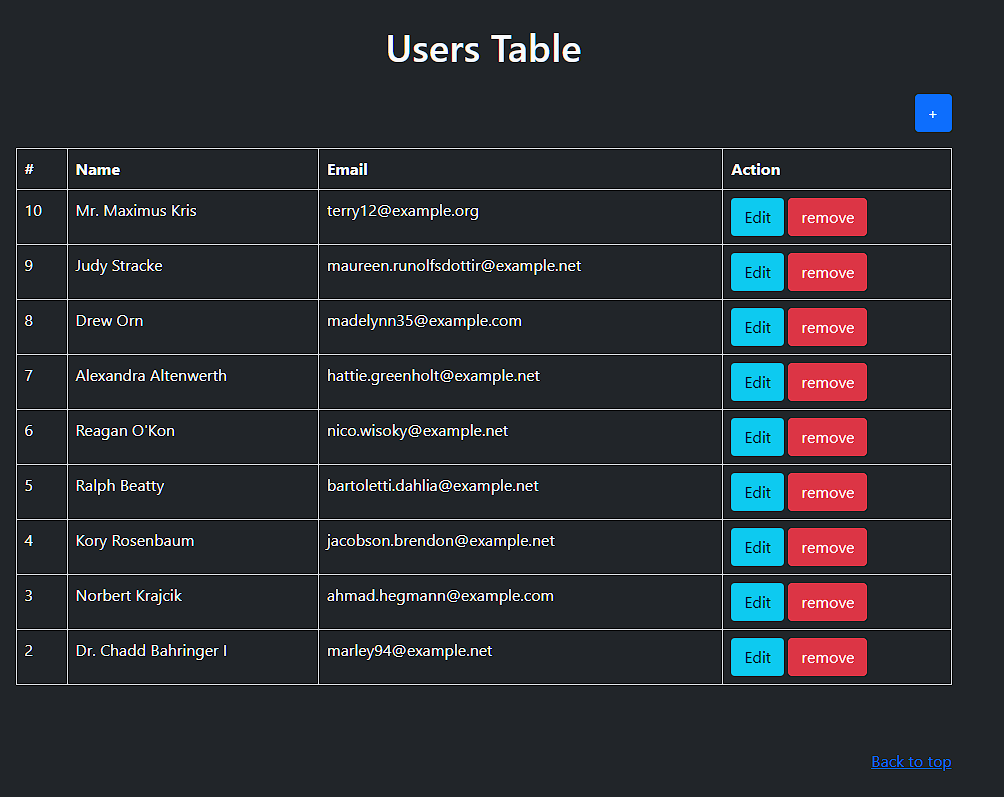 Users Table
+
# Name Email Action
10 Mr. Maximus Kris terry12@example.org Edit remove
9 Judy Stracke maureen.runolfsdottir@example.net Edit remove
8 Drew Orn madelynn35@example.com Edit remove
7 Alexandra Altenwerth hattie.greenholt@example.net Edit remove
6 Reagan O'Kon nico.wisoky@example.net Edit remove
5 Ralph Beatty bartoletti.dahlia@example.net Edit remove
4 Kory Rosenbaum jacobson.brendon@example.net Edit remove
3 Norbert Krajcik ahmad.hegmann@example.com Edit remove
2 Dr. Chadd Bahringer I marley94@example.net Edit remove
Back to top